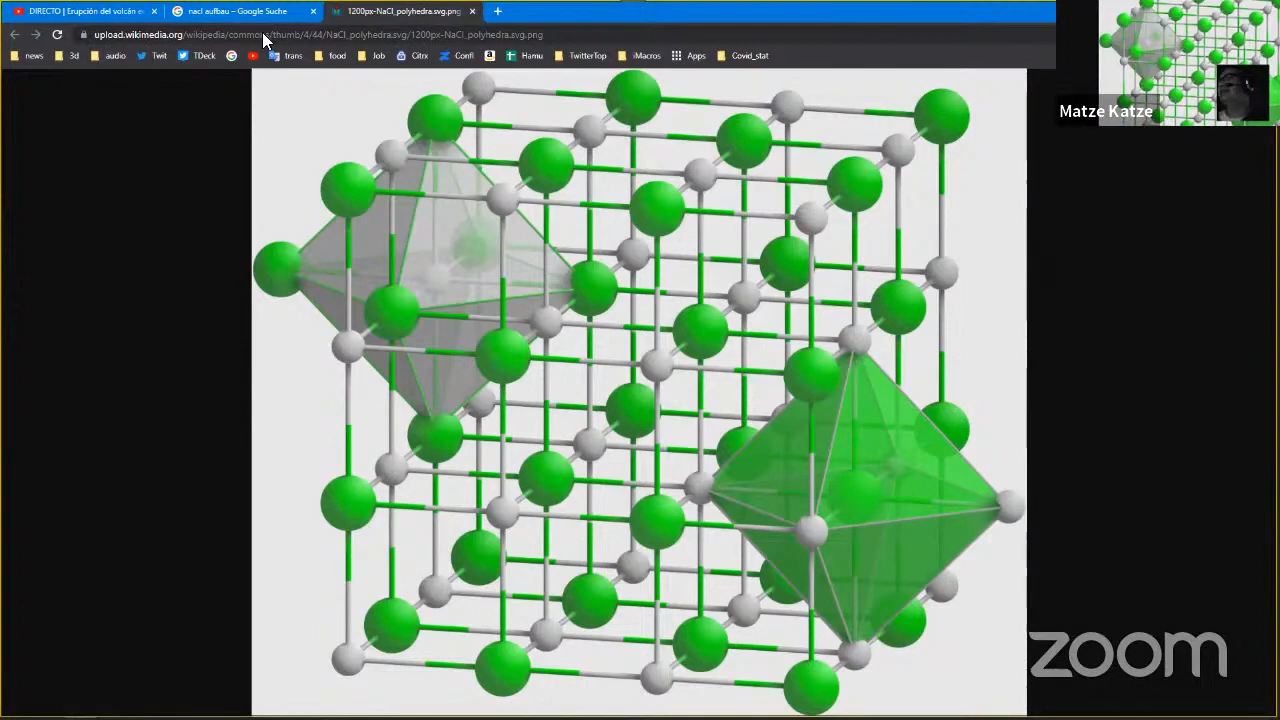 DIRECTO | Erupción del volcán e
nacl aufbau – Google Suche
1200px-NaCl_polyhedra.svg.png
upload.wikimedia.org/wikipedia/commons/thumb/4/44/NaCl_polyhedra.svg/1200px-NaCl_polyhedra.svg.png
news
3d
audio
Twit
TDeck
trans
food
Job
Citrx
Confl
Hamu
TwitterTop
iMacros
Apps
Covid_stat
Matze Katze
zoom